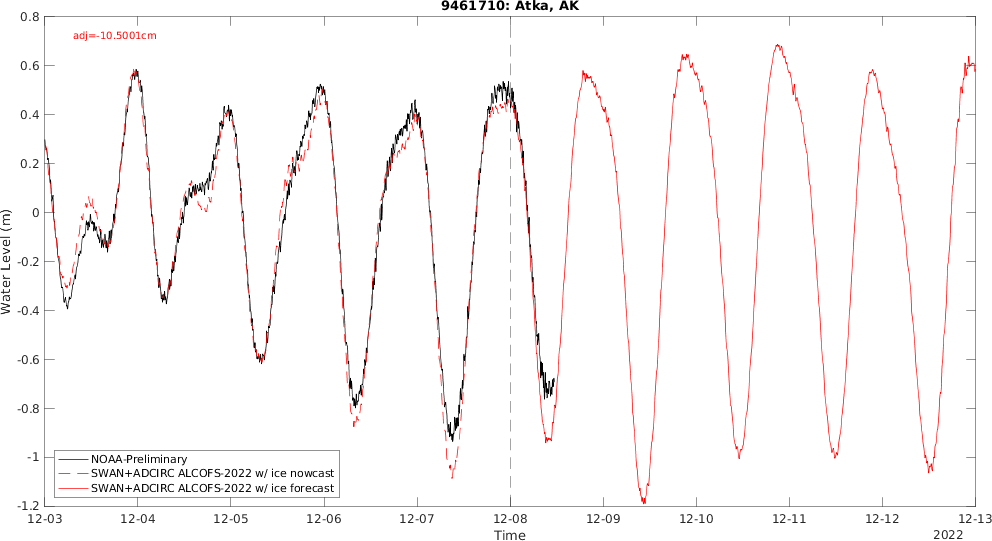 9461710: Atka, AK
adj=-10.5001cm
0.8
0.6
0.4
0.2
0
-0.2
-0.4
-0.6
-0.8
-1
-1.2
Water Level (m)
NOAA-Preliminary
SWAN+ADCIRC ALCOFS-2022 w/ ice nowcast
SWAN+ADCIRC ALCOFS-2022 w/ ice forecast
12-03 12-04 12-05 12-06 12-07 12-08 12-09 12-10 12-11 12-12 12-13
Time
2022